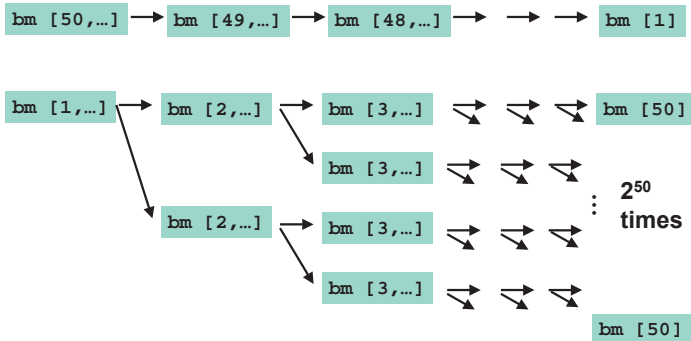 bm [50,…] bm [49,…] bm [48,…] bm [1]
bm [1,…] bm [2,…] bm [3,…] bm [50]
bm [3,…]
⋮ 2⁵⁰
times
bm [2,…] bm [3,…]
bm [3,…]
bm [50]